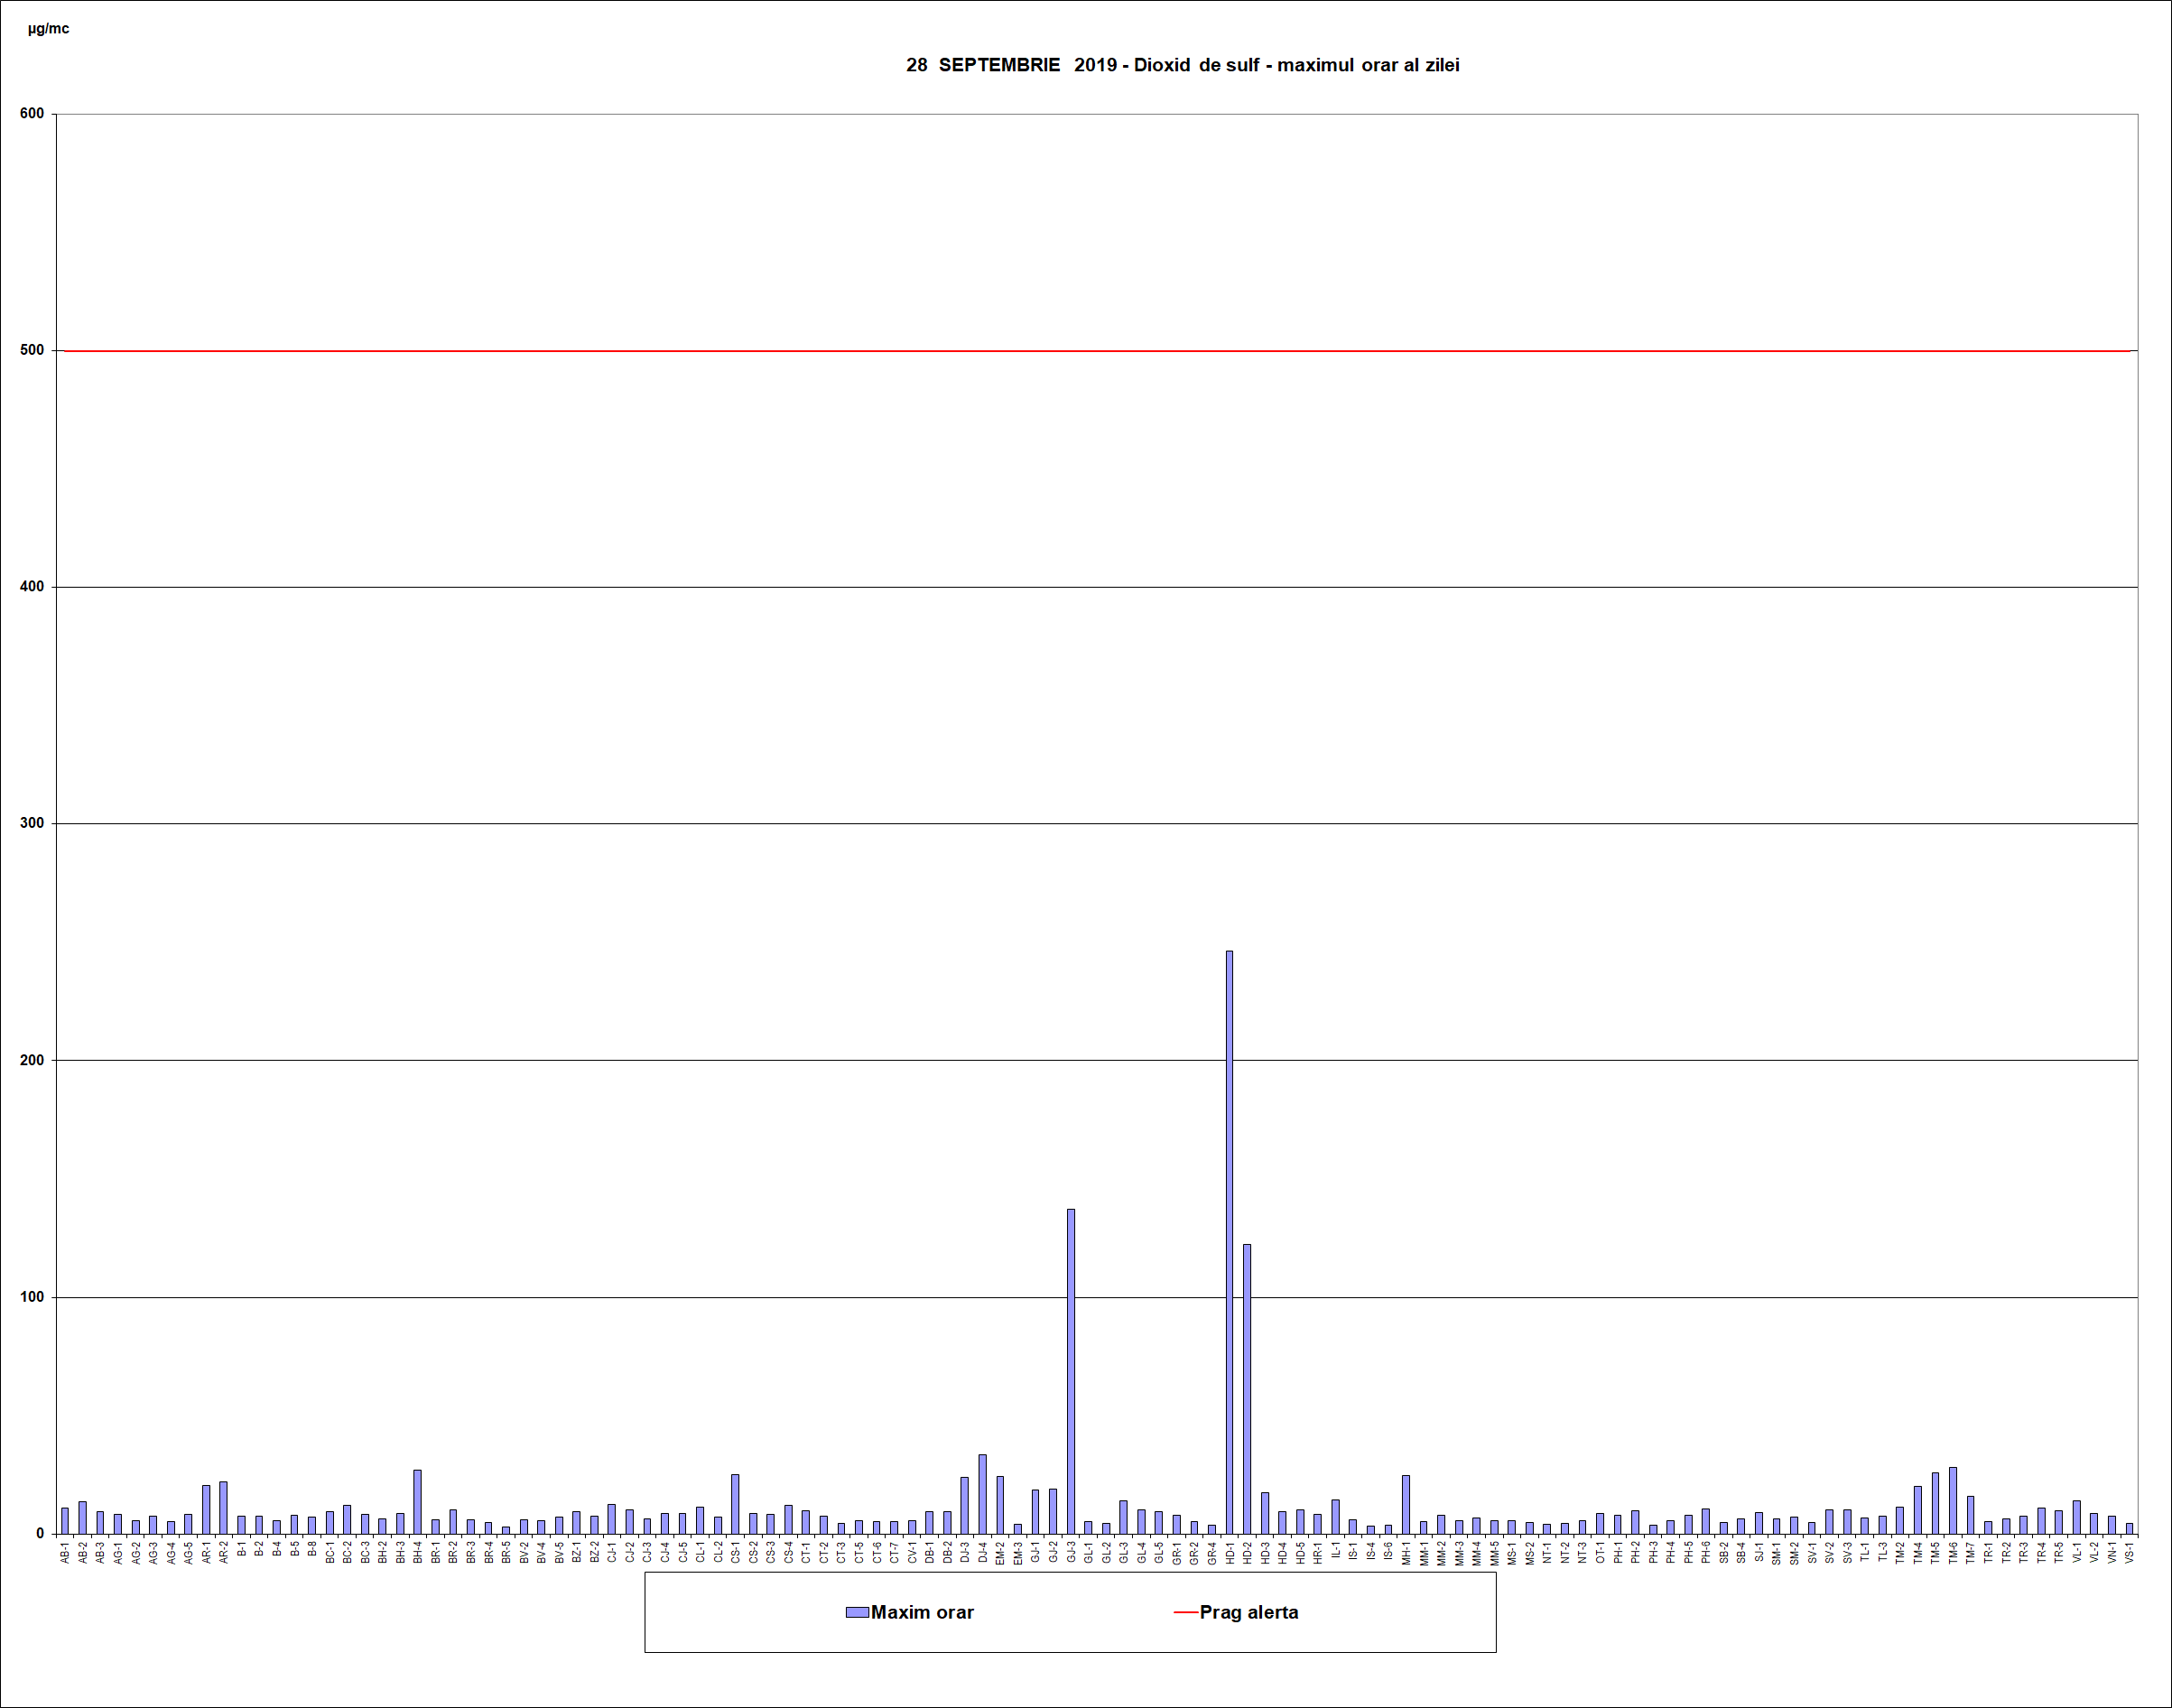 µg/mc
28 SEPTEMBRIE 2019 - Dioxid de sulf - maximul orar al zilei
600
500
400
300
200
100
0
AB-1 AB-2 AB-3 AG-1 AG-2 AG-3 AG-4 AG-5 AR-1 AR-2 B-1 B-2 B-4 B-5 B-8 BC-1 BC-2 BC-3 BH-2 BH-3 BH-4 BR-1 BR-2 BR-3 BR-4 BR-5 BV-2 BV-4 BV-5 BZ-1 BZ-2 CJ-1 CJ-2 CJ-3 CJ-4 CJ-5 CL-1 CL-2 CS-1 CS-2 CS-3 CS-4 CT-1 CT-2 CT-3 CT-5 CT-6 CT-7 CV-1 DB-1 DB-2 DJ-3 DJ-4 EM-2 EM-3 GJ-1 GJ-2 GJ-3 GL-1 GL-2 GL-3 GL-4 GL-5 GR-1 GR-2 GR-4 HD-1 HD-2 HD-3 HD-4 HD-5 HR-1 IL-1 IS-1 IS-4 IS-6 MH-1 MM-1 MM-2 MM-3 MM-4 MM-5 MS-1 MS-2 NT-1 NT-2 NT-3 OT-1 PH-1 PH-2 PH-3 PH-4 PH-5 PH-6 SB-2 SB-4 SJ-1 SM-1 SM-2 SV-1 SV-2 SV-3 TL-1 TL-3 TM-2 TM-4 TM-5 TM-6 TM-7 TR-1 TR-2 TR-3 TR-4 TR-5 VL-1 VL-2 VN-1 VS-1
Maxim orar Prag alerta